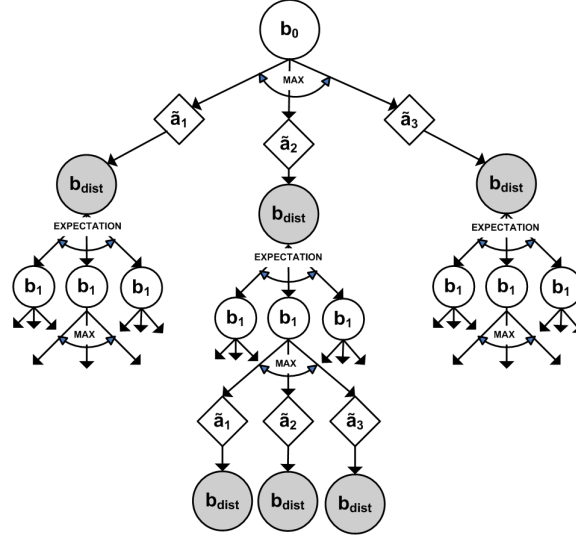 b0
MAX
ã1
ã2
ã3
bdist
bdist
bdist
EXPECTATION
EXPECTATION
EXPECTATION
b1
b1
b1
b1
b1
b1
b1
b1
b1
MAX
MAX
MAX
ã1
ã2
ã3
bdist
bdist
bdist